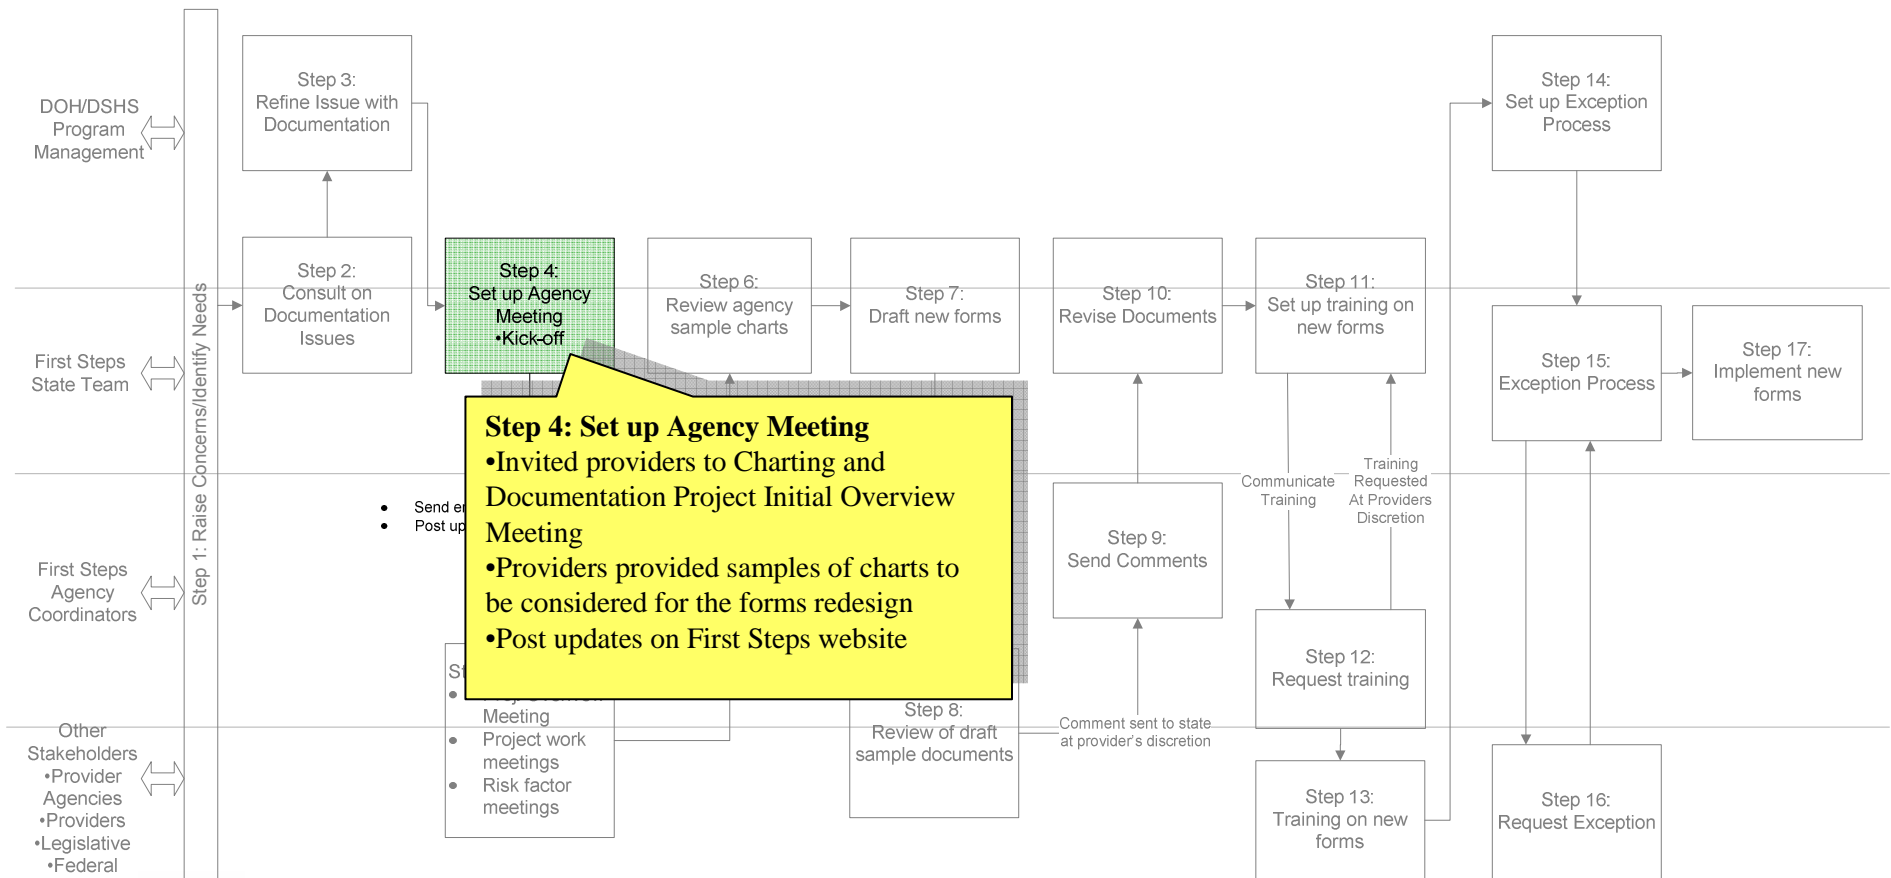 DOH/DSHS
Program
Management
First Steps
State Team
First Steps
Agency
Coordinators
Other
Stakeholders
•Provider
Agencies
•Providers
•Legislative
•Federal
Step 1: Raise Concerns/Identify Needs
Step 3:
Refine Issue with
Documentation
Step 2:
Consult on
Documentation
Issues
Step 4:
Set up Agency
Meeting
•Kick-off
Step 4: Set up Agency Meeting
•Invited providers to Charting and
Documentation Project Initial Overview
Meeting
•Providers provided samples of charts to
be considered for the forms redesign
•Post updates on First Steps website
• Send
• Post
Meeting
• Project work
meetings
• Risk factor
meetings
Step 6:
Review agency
sample charts
Step 7:
Draft new forms
Step 8:
Review of draft
sample documents
Comment sent to state
at provider's discretion
Step 9:
Send Comments
Step 10:
Revise Documents
Step 11:
Set up training on
new forms
Communicate
Training
Training
Requested
At Providers
Discretion
Step 12:
Request training
Step 13:
Training on new
forms
Step 14:
Set up Exception
Process
Step 15:
Exception Process
Step 16:
Request Exception
Step 17:
Implement new
forms